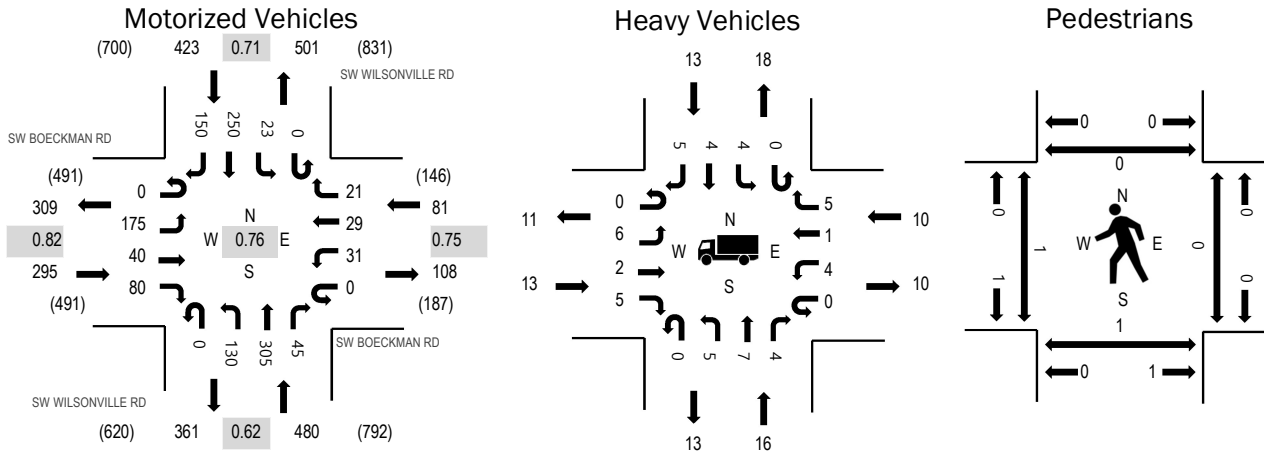 Motorized Vehicles
(700) 423 0.71 501 (831)
SW WILSONVILLE RD
SW BOECKMAN RD
150 250 23 0
(491) 0 21 (146)
309 175 29 81
N
W 0.76 E
S
0.82 0.75
295 40 31 108
(491) 80 0 (187)
0 130 305 45
SW BOECKMAN RD
SW WILSONVILLE RD
(620) 361 0.62 480 (792)
Heavy Vehicles
13 18
5 4 4 0
0 5
11 6 1 10
N
W E
S
13 2 4 10
5 0
0 5 7 4
13 16
Pedestrians
0 0
0
0 0
N
1 W E 0
S
1 0
1
0 1